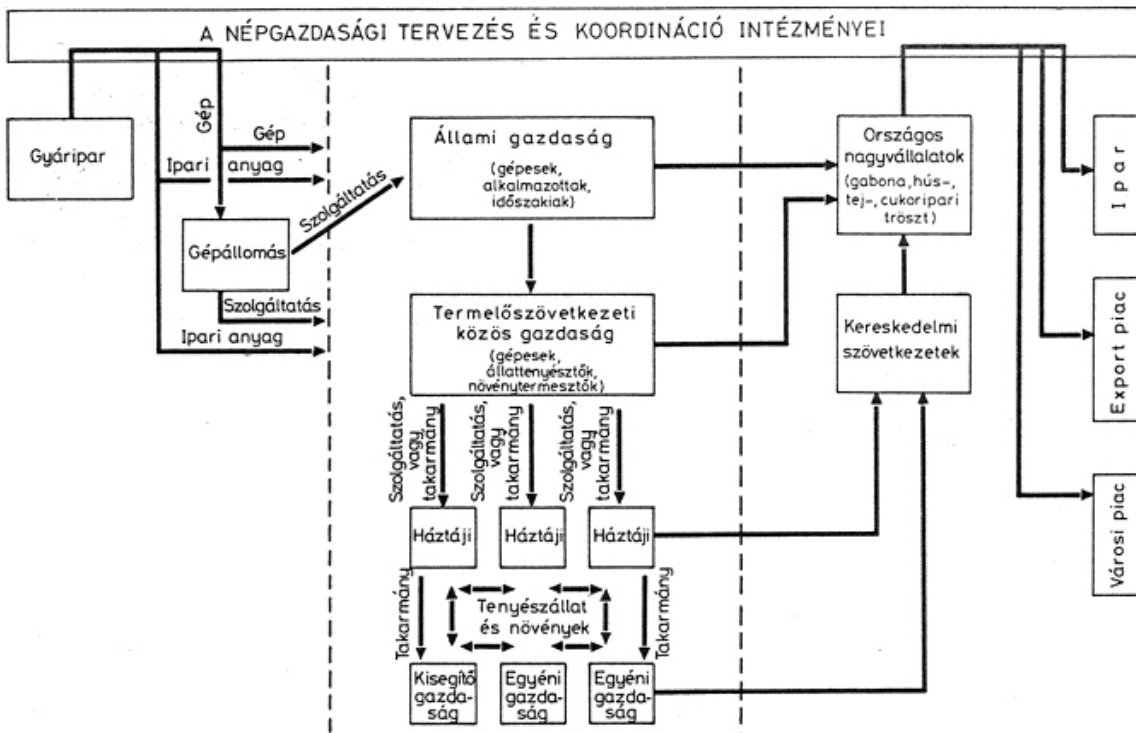 A NÉPGAZDASÁGI TERVEZÉS ÉS KOORDINÁCIÓ INTÉZMÉNYEI
Gyáripar
Gép
Gép
Ipari anyag
Gépállomás
Szolgáltatás
Szolgáltatás
Ipari anyag
Állami gazdaság
(gépesek,
alkalmazottak,
időszakiak)
Termelőszövetkezeti
közös gazdaság
(gépesek,
állattenyésztők,
növénytermesztők)
Szolgáltatás,
vagy
takarmány
Szolgáltatás,
vagy
takarmány
Szolgáltatás,
vagy
takarmány
Háztáji
Háztáji
Háztáji
Takarmány
Tenyészállat
és növények
Takarmány
Kisegítő
gazda-
ság
Egyéni
gazda-
ság
Egyéni
gazda-
ság
Országos
nagyvállalatok
(gabona, hús-,
tej-, cukoripari
tröszt)
Kereskedelmi
szövetkezetek
Ipar
Export piac
Városi piac